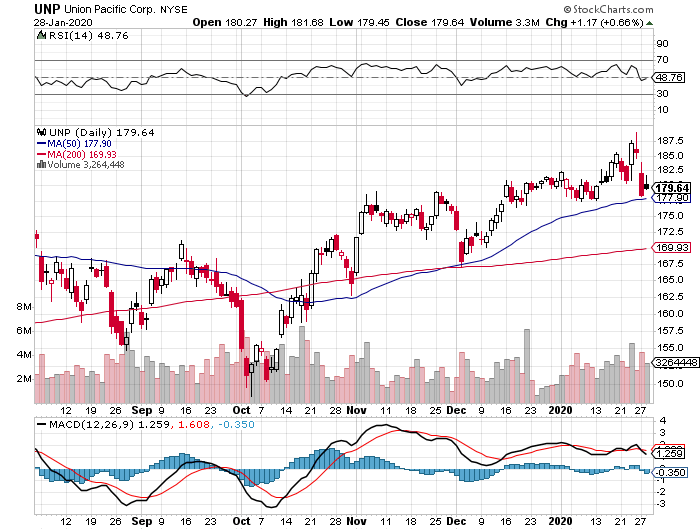 UNP Union Pacific Corp. NYSE © StockCharts.com
28-Jan-2020 Open 180.27 High 181.68 Low 179.45 Close 179.64 Volume 3.3M Chg +1.17 (+0.66%)
RSI(14) 48.76
90
70
48.76
30
10
UNP (Daily) 179.64
MA(50) 177.90
MA(200) 169.93
Volume 3,264,448
187.5
185.0
182.5
179.64
177.90
175.0
172.5
169.93
167.5
165.0
162.5
160.0
157.5
155.0
3264448
150.0
8M
6M
4M
2M
12 19 26 Sep 9 16 23 Oct 7 14 21 28 Nov 11 18 25 Dec 9 16 23 2020 13 21 27
MACD(12,26,9) 1.259, 1.608, -0.350
4
3
2
1.259
-0.350
-1
-2
-3
12 19 26 Sep 9 16 23 Oct 7 14 21 28 Nov 11 18 25 Dec 9 16 23 2020 13 21 27